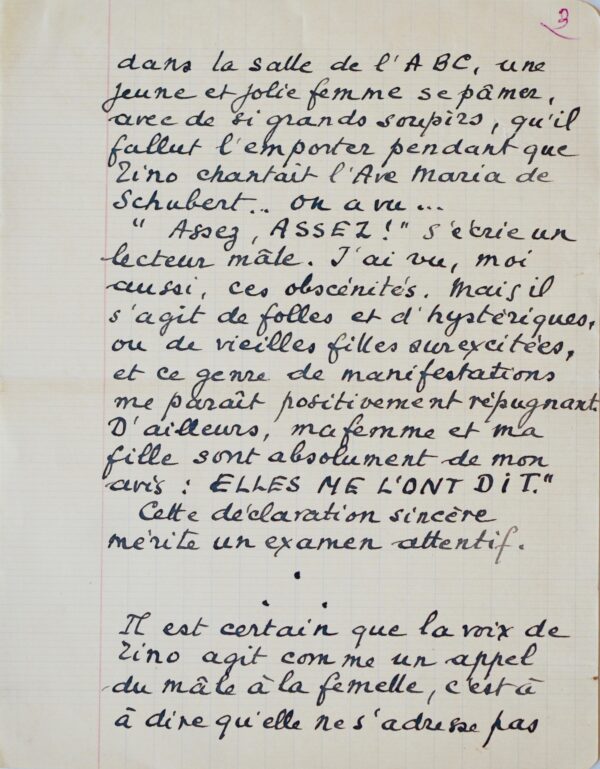 3
dans la salle de l'ABC, une
jeune et jolie femme se pâmer,
avec de si grands soupirs, qu'il
fallut l'emporter pendant que
Tino chantait l'Ave Maria de
Schubert... on a vu...
" Assez, ASSEZ!" s'écrie un
lecteur mâle. J'ai vu, moi
aussi, ces obscénités. Mais il
s'agit de folles et d'hystériques,
ou de vieilles filles surexcitées,
et ce genre de manifestations
me paraît positivement répugnant.
D'ailleurs, ma femme et ma
fille sont absolument de mon
avis : ELLES ME L'ONT DIT."
Cette déclaration sincère
mérite un examen attentif.
Il est certain que la voix de
Tino agit comme un appel
du mâle à la femelle, c'est à
à dire qu'elle ne s'adresse pas